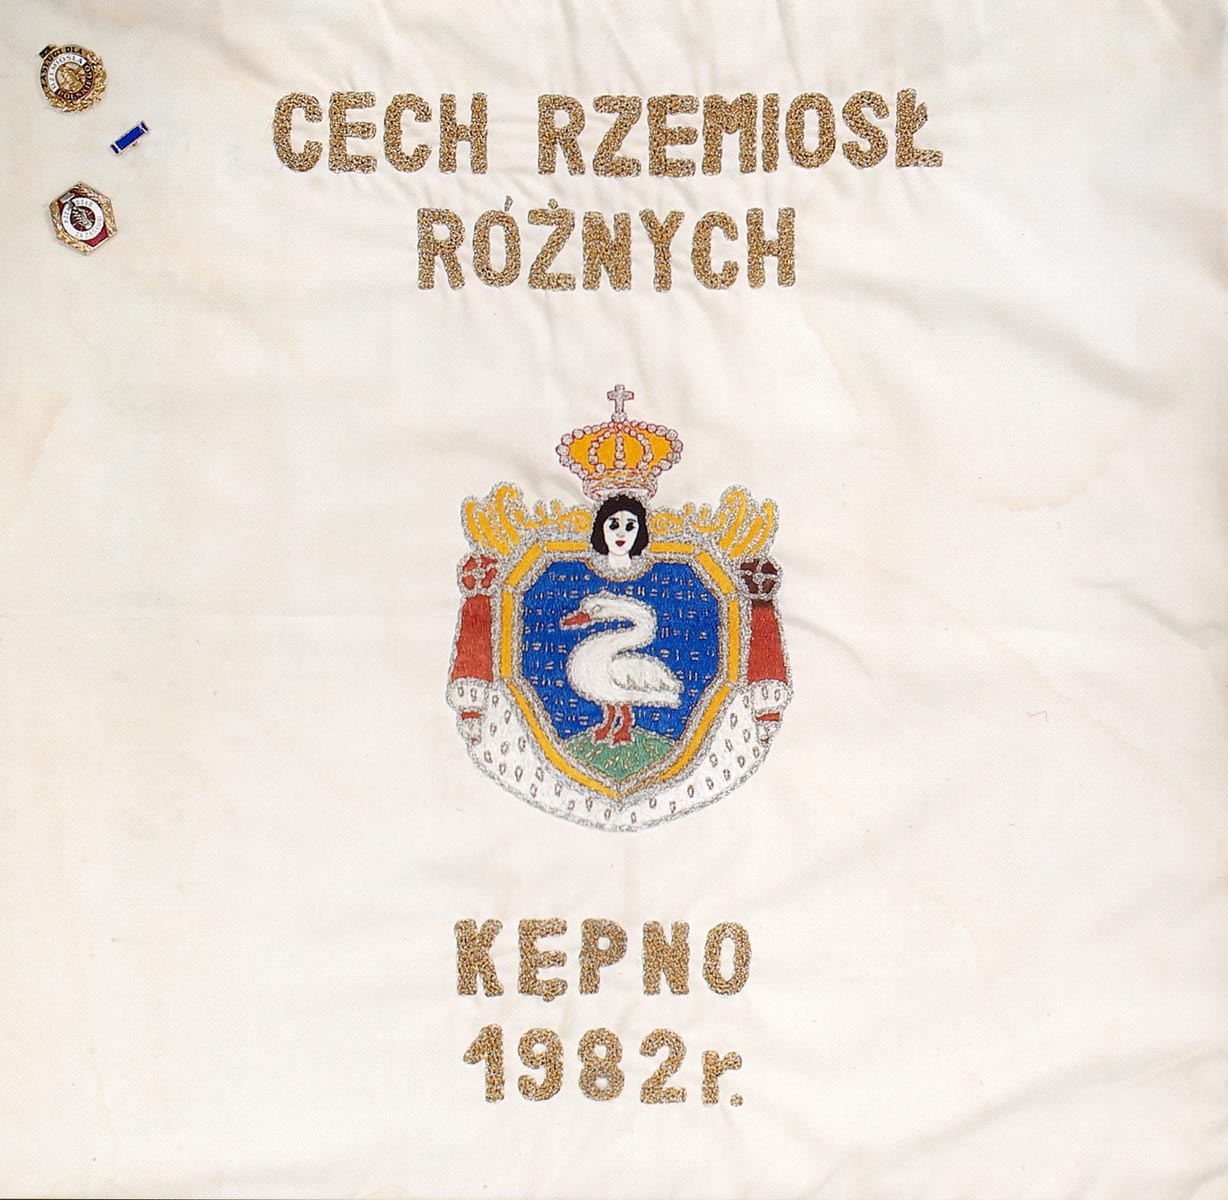 CECH RZEMIOSŁ
RÓŻNYCH
KĘPNO
1982r.